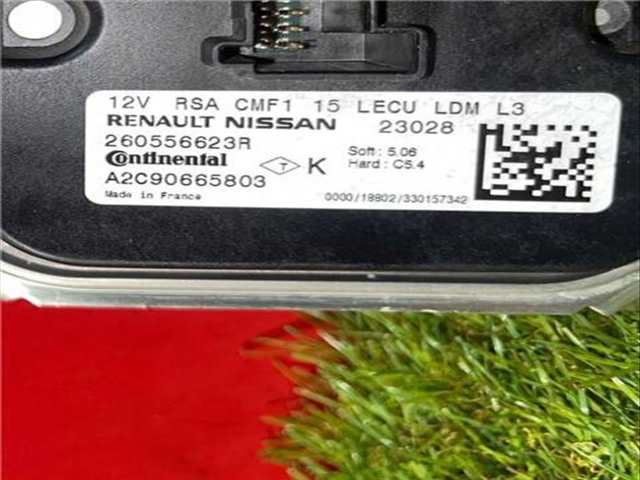 12V RSA CMF1 15 LECU LDM L3
RENAULT NISSAN 23028
260556623R Soft : 5.06
Continental T K Hard : C5.4
A2C90665803
Made in France 0000/18802/330157342